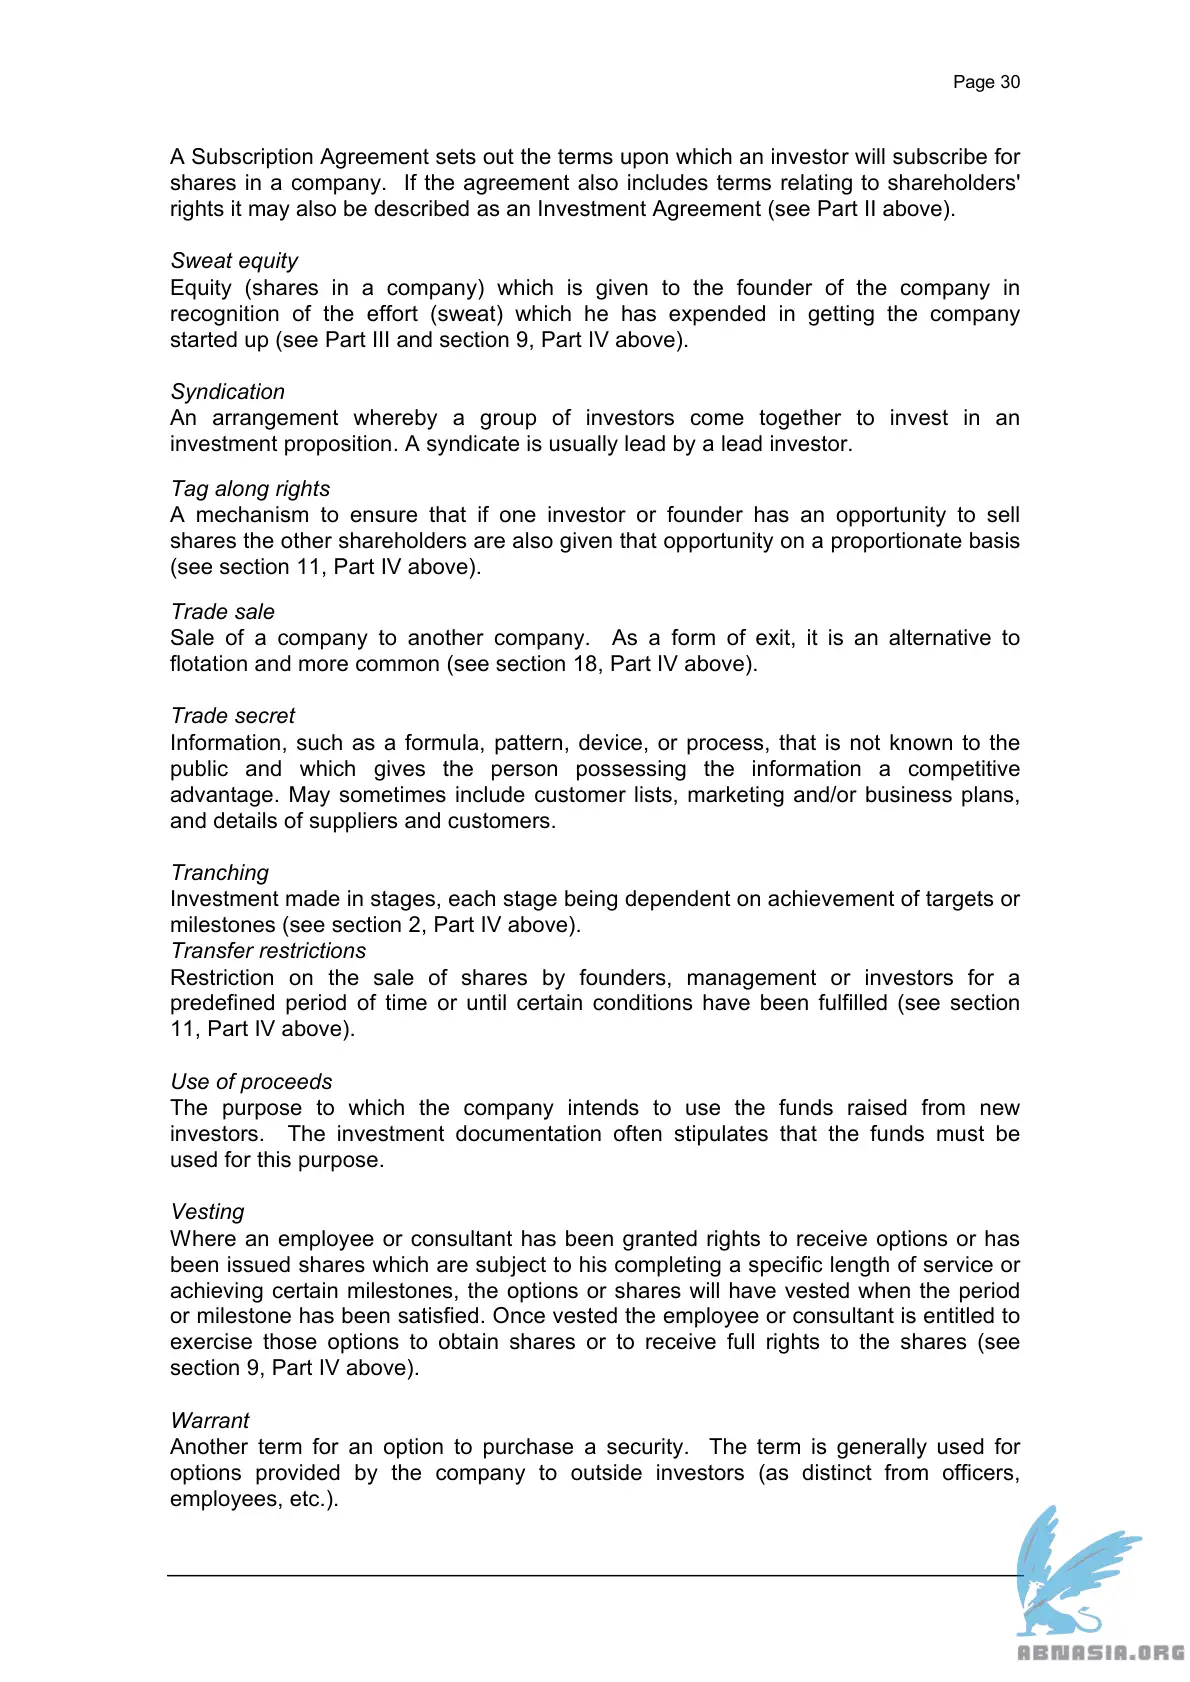 Page 30
A Subscription Agreement sets out the terms upon which an investor will subscribe for
shares in a company.  If the agreement also includes terms relating to shareholders'
rights it may also be described as an Investment Agreement (see Part II above).
Sweat equity
Equity (shares in a company) which is given to the founder of the company in
recognition of the effort (sweat) which he has expended in getting the company
started up (see Part III and section 9, Part IV above).
Syndication
An arrangement whereby a group of investors come together to invest in an
investment proposition. A syndicate is usually lead by a lead investor.
Tag along rights
A mechanism to ensure that if one investor or founder has an opportunity to sell
shares the other shareholders are also given that opportunity on a proportionate basis
(see section 11, Part IV above).
Trade sale
Sale of a company to another company.  As a form of exit, it is an alternative to
flotation and more common (see section 18, Part IV above).
Trade secret
Information, such as a formula, pattern, device, or process, that is not known to the
public and which gives the person possessing the information a competitive
advantage. May sometimes include customer lists, marketing and/or business plans,
and details of suppliers and customers.
Tranching
Investment made in stages, each stage being dependent on achievement of targets or
milestones (see section 2, Part IV above).
Transfer restrictions
Restriction on the sale of shares by founders, management or investors for a
predefined period of time or until certain conditions have been fulfilled (see section
11, Part IV above).
Use of proceeds
The purpose to which the company intends to use the funds raised from new
investors.  The investment documentation often stipulates that the funds must be
used for this purpose.
Vesting
Where an employee or consultant has been granted rights to receive options or has
been issued shares which are subject to his completing a specific length of service or
achieving certain milestones, the options or shares will have vested when the period
or milestone has been satisfied. Once vested the employee or consultant is entitled to
exercise those options to obtain shares or to receive full rights to the shares (see
section 9, Part IV above).
Warrant
Another term for an option to purchase a security.  The term is generally used for
options provided by the company to outside investors (as distinct from officers,
employees, etc.).
ABNASIA.ORG